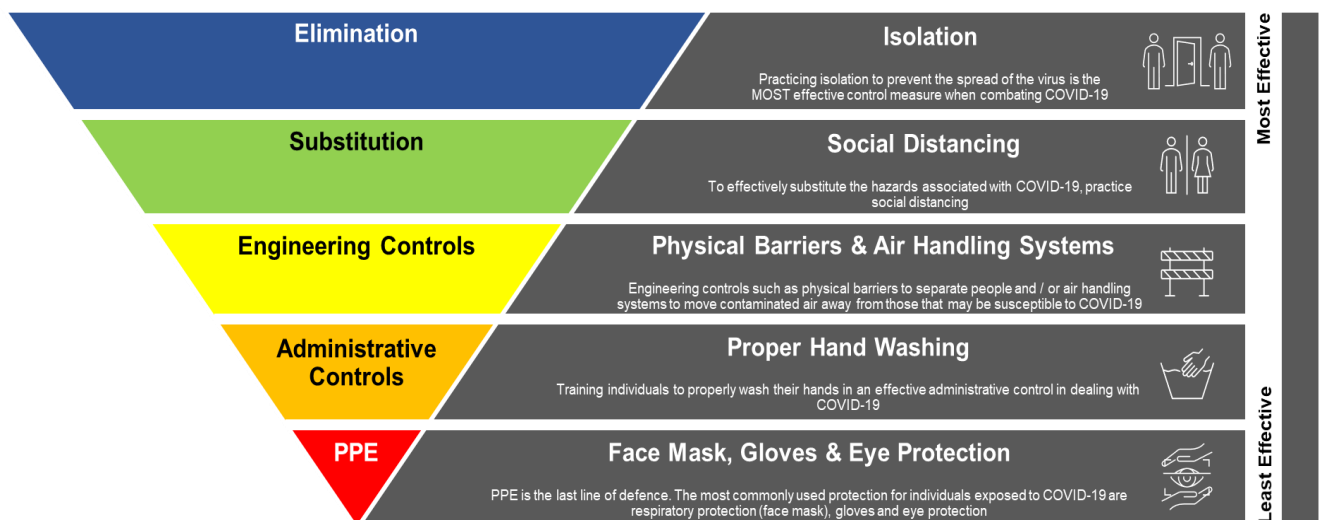 Elimination
Isolation
Practicing isolation to prevent the spread of the virus is the
MOST effective control measure when combating COVID-19
Most Effective
Substitution
Social Distancing
To effectively substitute the hazards associated with COVID-19, practice
social distancing
Engineering Controls
Physical Barriers & Air Handling Systems
Engineering controls such as physical barriers to separate people and / or air handling
systems to move contaminated air away from those that may be susceptible to COVID-19
Administrative
Controls
Proper Hand Washing
Training individuals to properly wash their hands in an effective administrative control in dealing with
COVID-19
PPE
Face Mask, Gloves & Eye Protection
PPE is the last line of defence. The most commonly used protection for individuals exposed to COVID-19 are
respiratory protection (face mask), gloves and eye protection
Least Effective